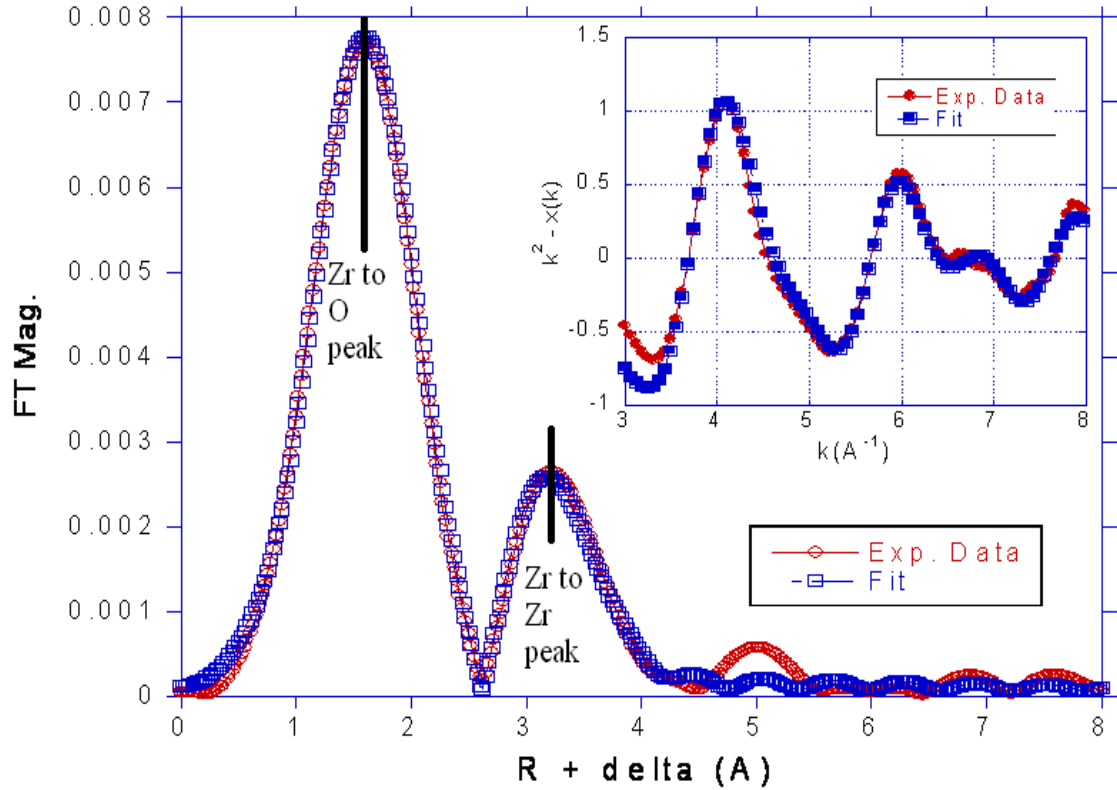 0.008
0.007
0.006
0.005
0.004
0.003
0.002
0.001
0
FT Mag.
0 1 2 3 4 5 6 7 8
R + delta (A)
Zr to
O
peak
Zr to
Zr
peak
Exp. Data
Fit
1.5
1
0.5
0
-0.5
-1
k² - x(k)
3 4 5 6 7 8
k(A⁻¹)
Exp. Data
Fit